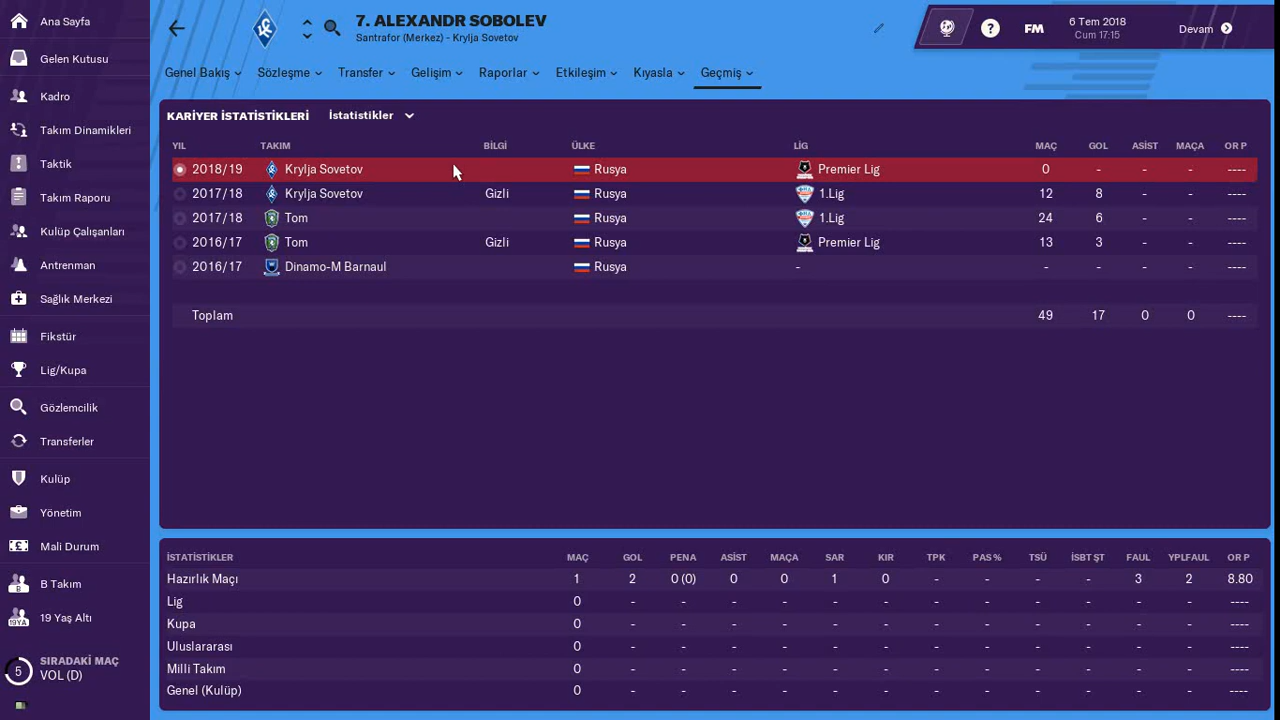 Ana Sayfa
Gelen Kutusu
Kadro
Takım Dinamikleri
Taktik
Takım Raporu
Kulüp Çalışanları
Antrenman
Sağlık Merkezi
Fikstür
Lig/Kupa
Gözlemcilik
Transferler
Kulüp
Yönetim
Mali Durum
B Takım
19 Yaş Altı
5 SIRADAKİ MAÇ
VOL (D)
7. ALEXANDR SOBOLEV
Santrafor (Merkez) - Krylja Sovetov
? FM 6 Tem 2018
Cum 17:15
Devam
Genel Bakış Sözleşme Transfer Gelişim Raporlar Etkileşim Kıyasla Geçmiş
KARİYER İSTATİSTİKLERİ İstatistikler
YIL TAKIM BİLGİ ÜLKE LİG MAÇ GOL ASİST MAÇA OR P
2018/19 Krylja Sovetov Rusya Premier Lig 0 - - - ----
2017/18 Krylja Sovetov Gizli Rusya 1.Lig 12 8 - - ----
2017/18 Tom Rusya 1.Lig 24 6 - - ----
2016/17 Tom Gizli Rusya Premier Lig 13 3 - - ----
2016/17 Dinamo-M Barnaul Rusya - - - - - ----
Toplam 49 17 0 0 ----
İSTATİSTİKLER MAÇ GOL PENA ASİST MAÇA SAR KIR TPK PAS % TSÜ İSBT ŞT FAUL YPLFAUL OR P
Hazırlık Maçı 1 2 0 (0) 0 0 1 0 - - - - 3 2 8.80
Lig 0 - - - - - - - - - - - - ----
Kupa 0 - - - - - - - - - - - - ----
Uluslararası 0 - - - - - - - - - - - - ----
Milli Takım 0 - - - - - - - - - - - - ----
Genel (Kulüp) 0 - - - - - - - - - - - - ----